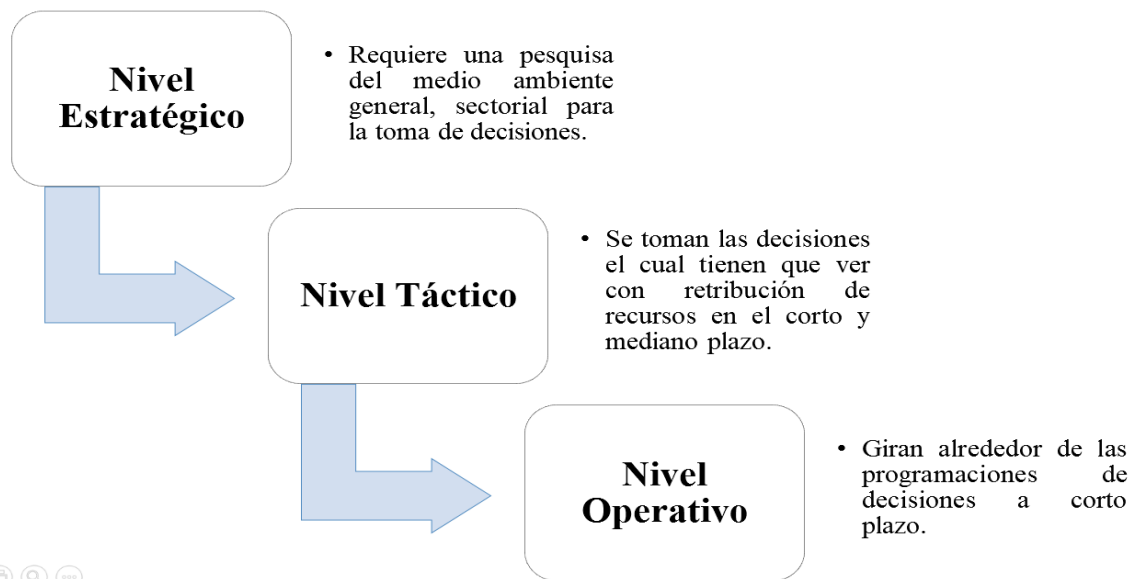 Nivel
Estratégico
• Requiere una pesquisa
del medio ambiente
general, sectorial para
la toma de decisiones.
Nivel Táctico
• Se toman las decisiones
el cual tienen que ver
con retribución de
recursos en el corto y
mediano plazo.
Nivel
Operativo
• Giran alrededor de las
programaciones de
decisiones a corto
plazo.